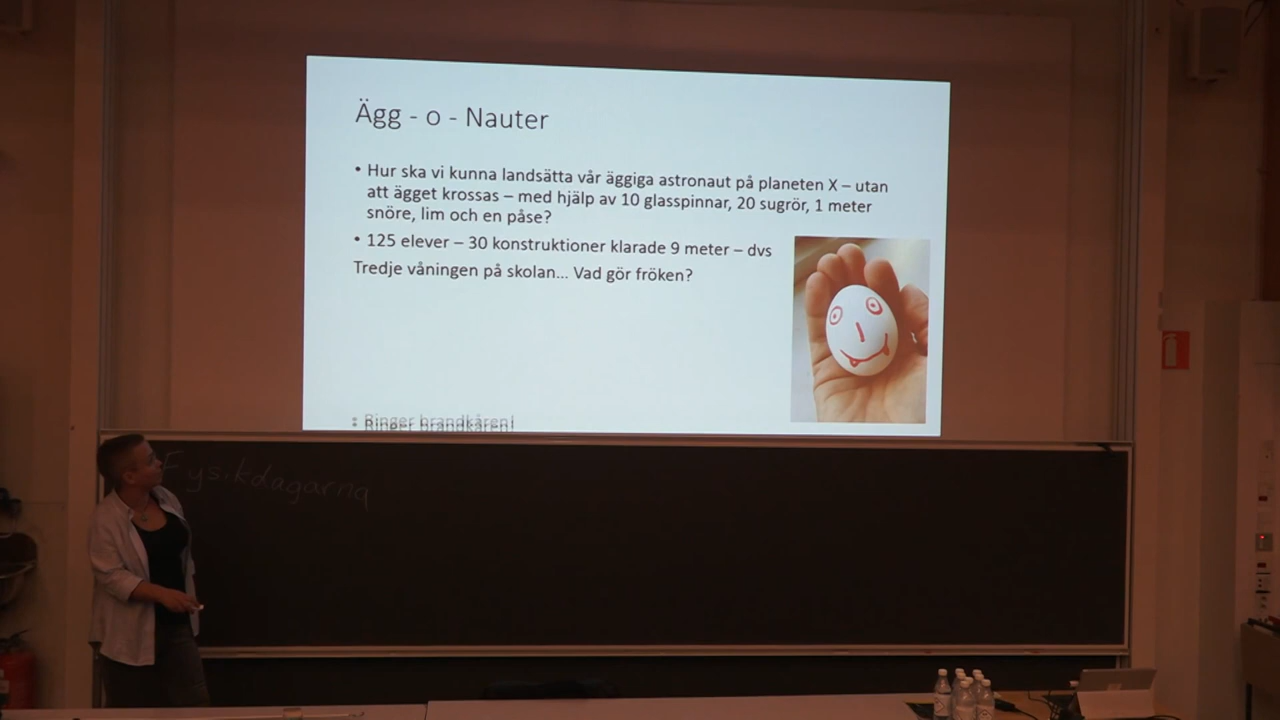 Ägg - o - Nauter
• Hur ska vi kunna landsätta vår äggiga astronaut på planeten X – utan
att ägget krossas – med hjälp av 10 glasspinnar, 20 sugrör, 1 meter
snöre, lim och en påse?
• 125 elever – 30 konstruktioner klarade 9 meter – dvs
Tredje våningen på skolan... Vad gör fröken?
• Ringer brandkåren!
Fysikdagarna